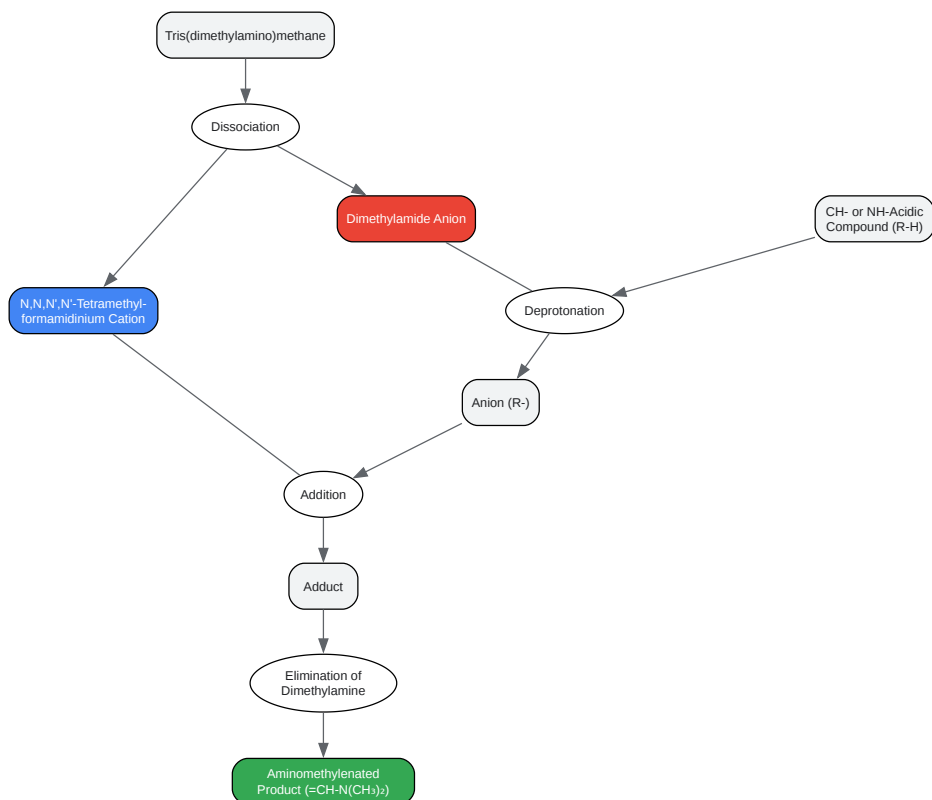 Tris(dimethylamino)methane
Dissociation
Dimethylamide Anion
CH- or NH-Acidic
Compound (R-H)
N,N,N',N'-Tetramethyl-
formamidinium Cation
Deprotonation
Anion (R-)
Addition
Adduct
Elimination of
Dimethylamine
Aminomethylenated
Product (=CH-N(CH₃)₂)